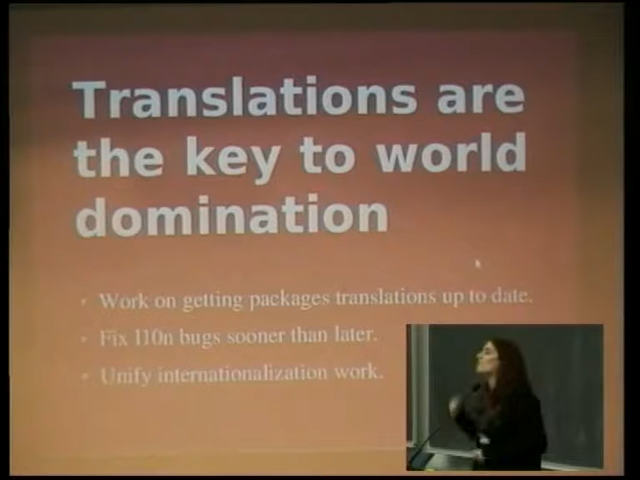 Translations are
the key to world
domination
Work on getting packages translations up to date.
Fix l10n bugs sooner than later.
Unify internationalization work.